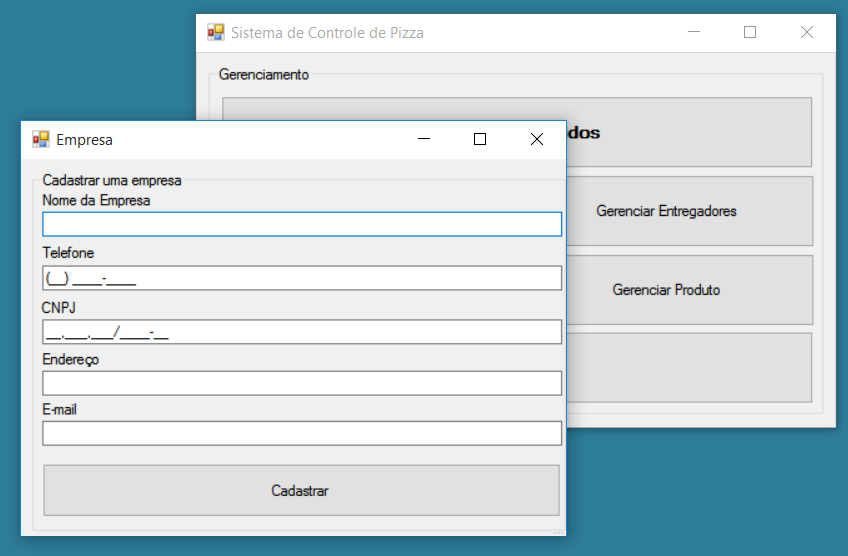 Sistema de Controle de Pizza
Gerenciamento
Empresa
Cadastrar uma empresa
Nome da Empresa
Telefone
(__) ____-____
CNPJ
__.___.___/____-__
Endereço
E-mail
Cadastrar
Gerenciar Entregadores
Gerenciar Produto